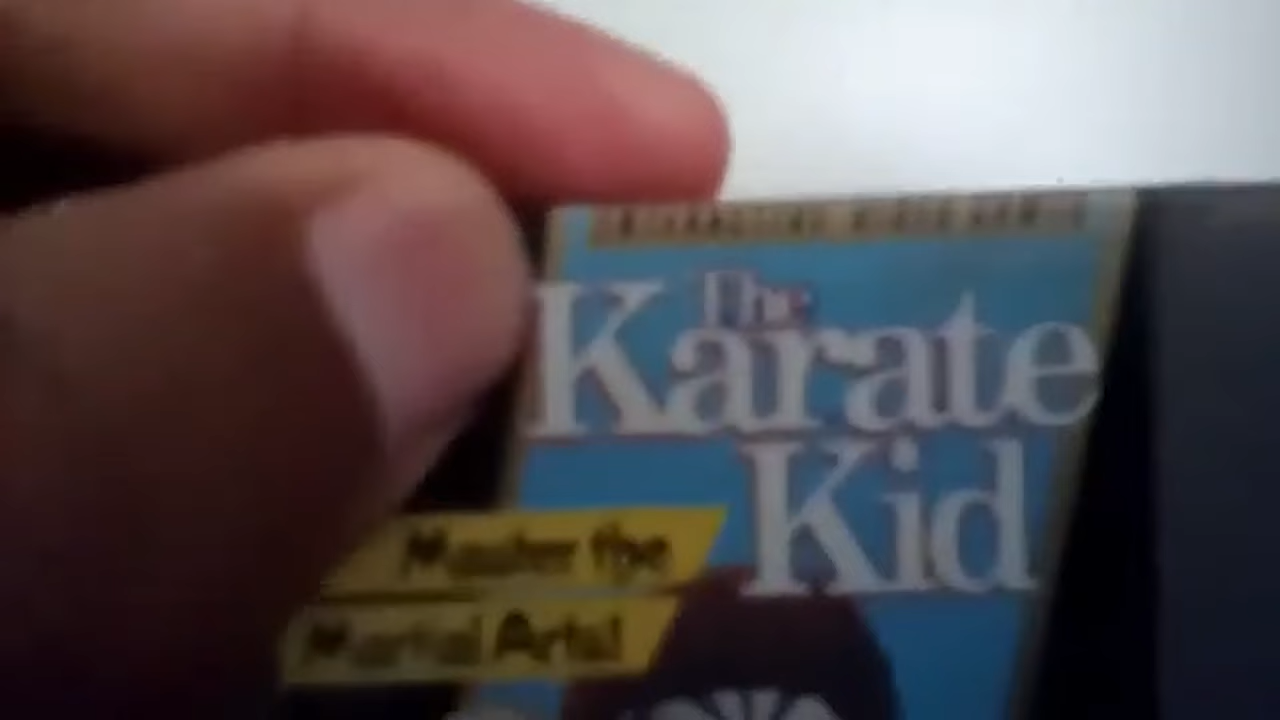 The
Karate
Kid
Master the
Martial Arts!